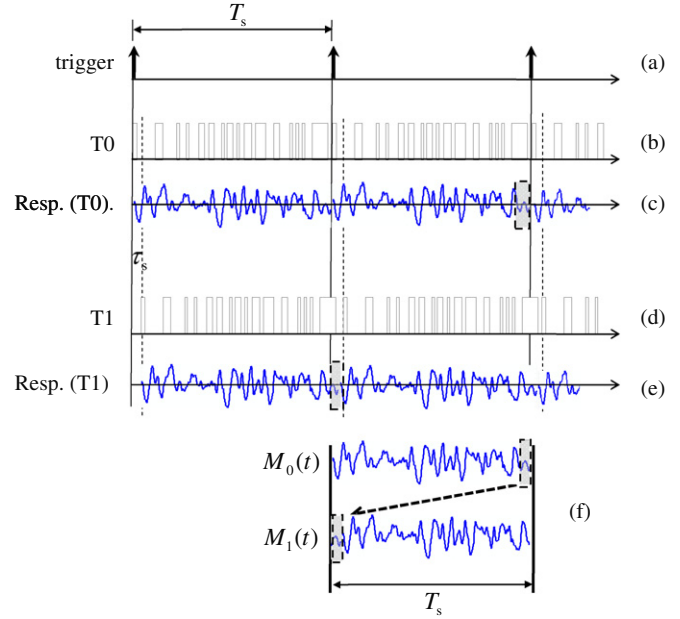 Tₛ
trigger (a)
T0 (b)
Resp. (T0). (c)
τₛ
T1 (d)
Resp. (T1) (e)
M₀(t)
(f)
M₁(t)
Tₛ